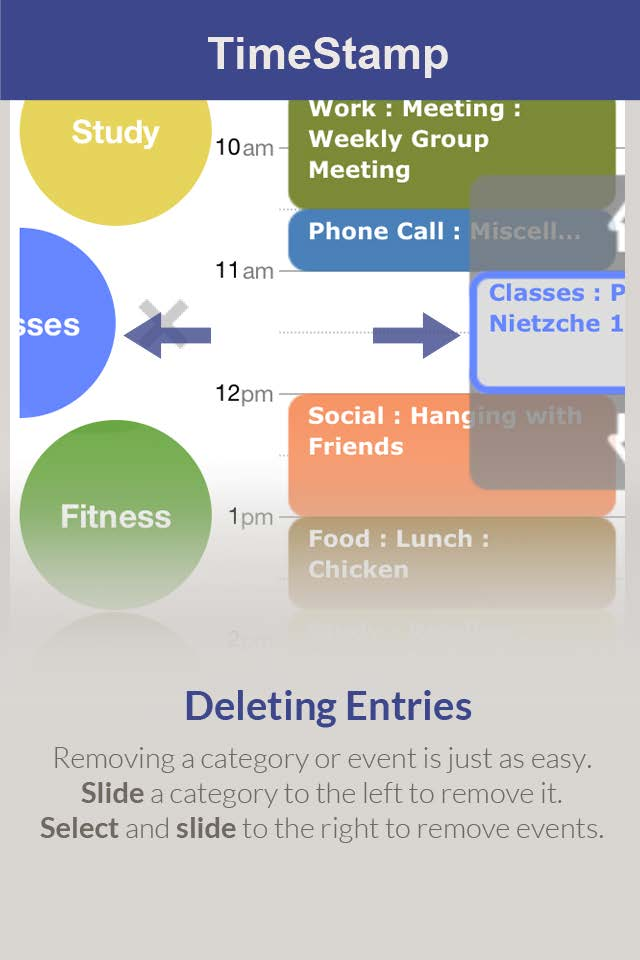 TimeStamp
Study
10am
Work : Meeting :
Weekly Group
Meeting
Phone Call : Miscell...
11am
sses
Classes : P
Nietzche 1
12pm
Social : Hanging with
Friends
Fitness
1pm
Food : Lunch :
Chicken
2pm
Deleting Entries
Removing a category or event is just as easy.
Slide a category to the left to remove it.
Select and slide to the right to remove events.